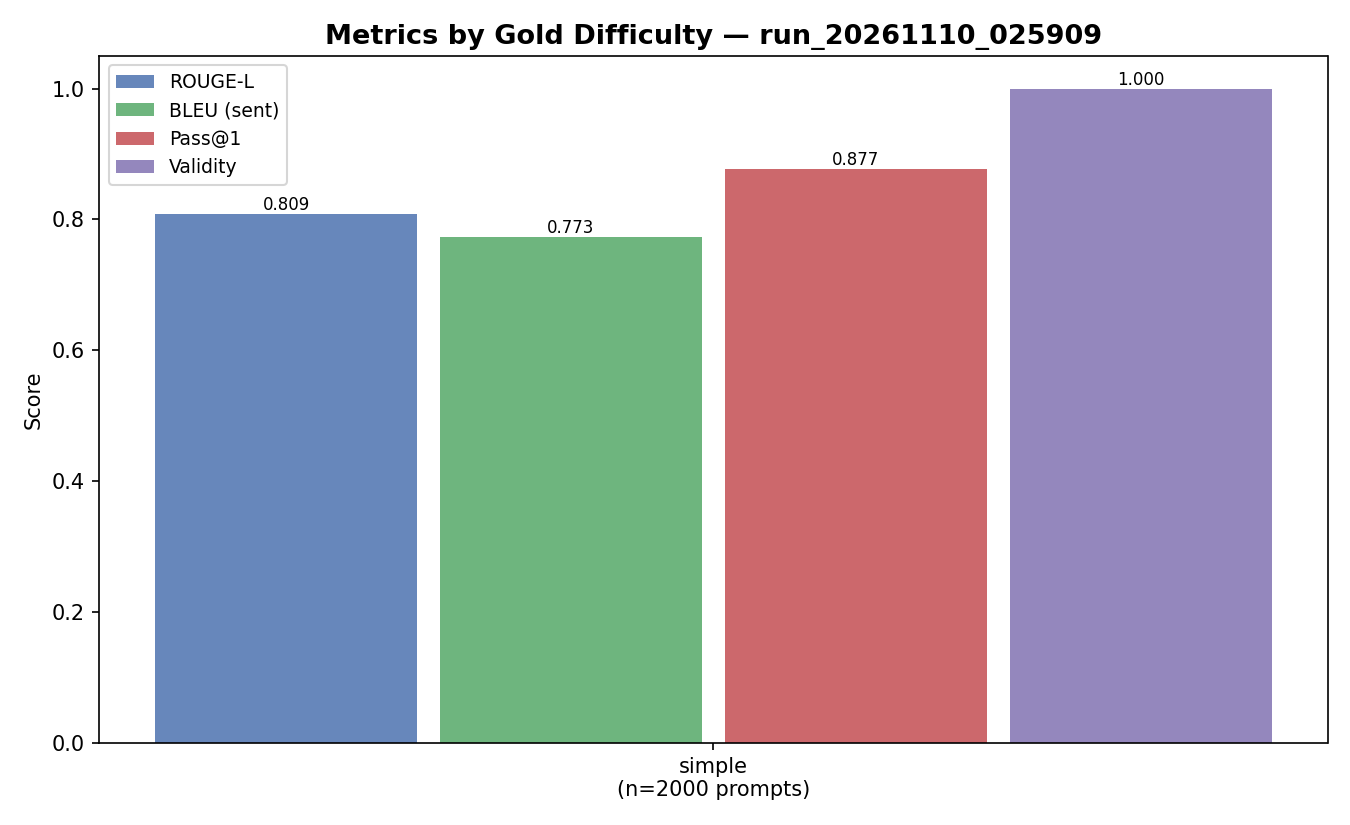 Metrics by Gold Difficulty — run_20261110_025909
ROUGE-L
BLEU (sent)
Pass@1
Validity
1.0
0.8
0.6
0.4
0.2
0.0
Score
0.809
0.773
0.877
1.000
simple
(n=2000 prompts)